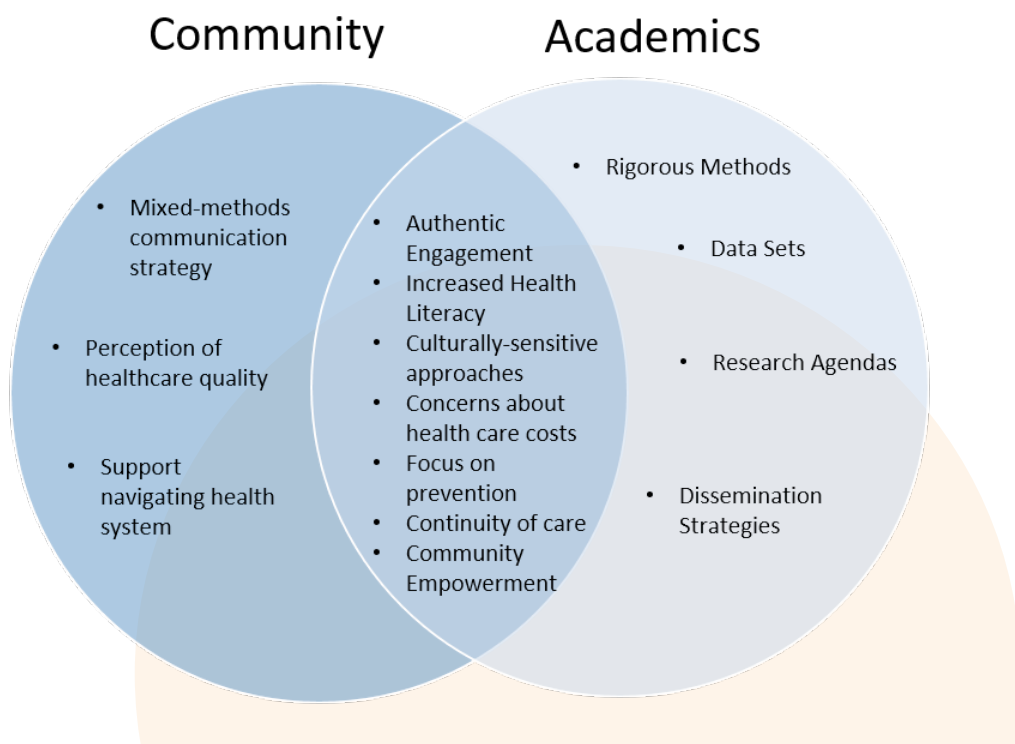 Community
Academics
• Mixed-methods
communication
strategy
• Perception of
healthcare quality
• Support
navigating health
system
• Authentic
Engagement
• Increased Health
Literacy
• Culturally-sensitive
approaches
• Concerns about
health care costs
• Focus on
prevention
• Continuity of care
• Community
Empowerment
• Rigorous Methods
• Data Sets
• Research Agendas
• Dissemination
Strategies